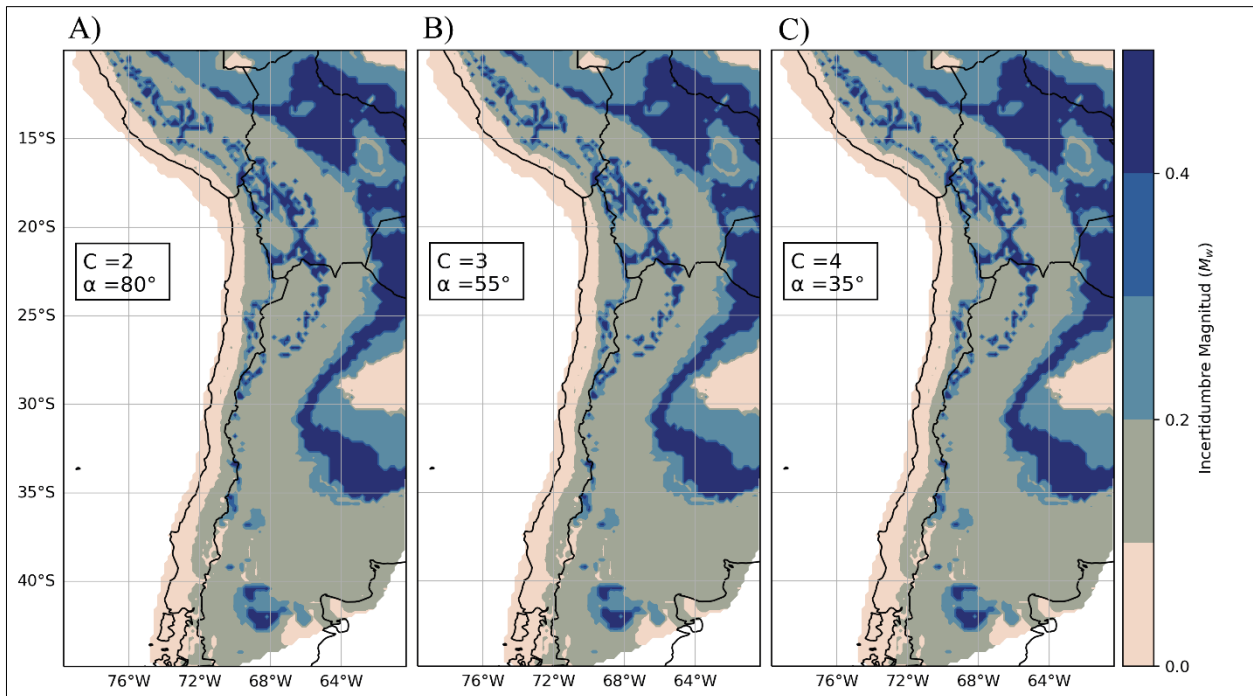 A)
B)
C)
15°S
20°S
25°S
30°S
35°S
40°S
C =2
α =80°
C =3
α =55°
C =4
α =35°
76°W 72°W 68°W 64°W
76°W 72°W 68°W 64°W
76°W 72°W 68°W 64°W
0.4
0.2
0.0
Incertidumbre Magnitud (Mw)